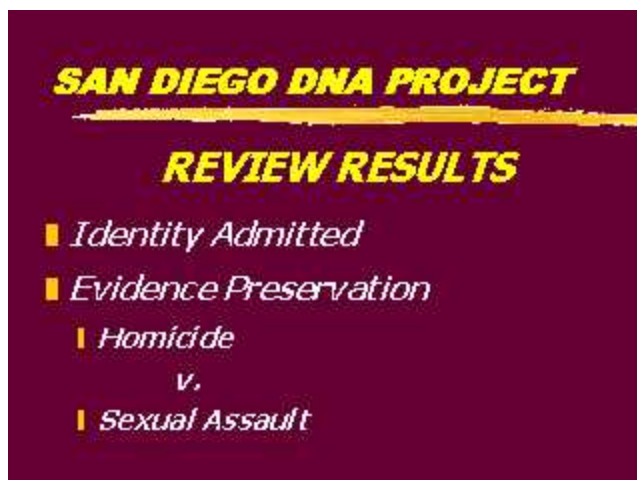 SAN DIEGO DNA PROJECT
REVIEW RESULTS
Identity Admitted
Evidence Preservation
Homicide
v.
Sexual Assault